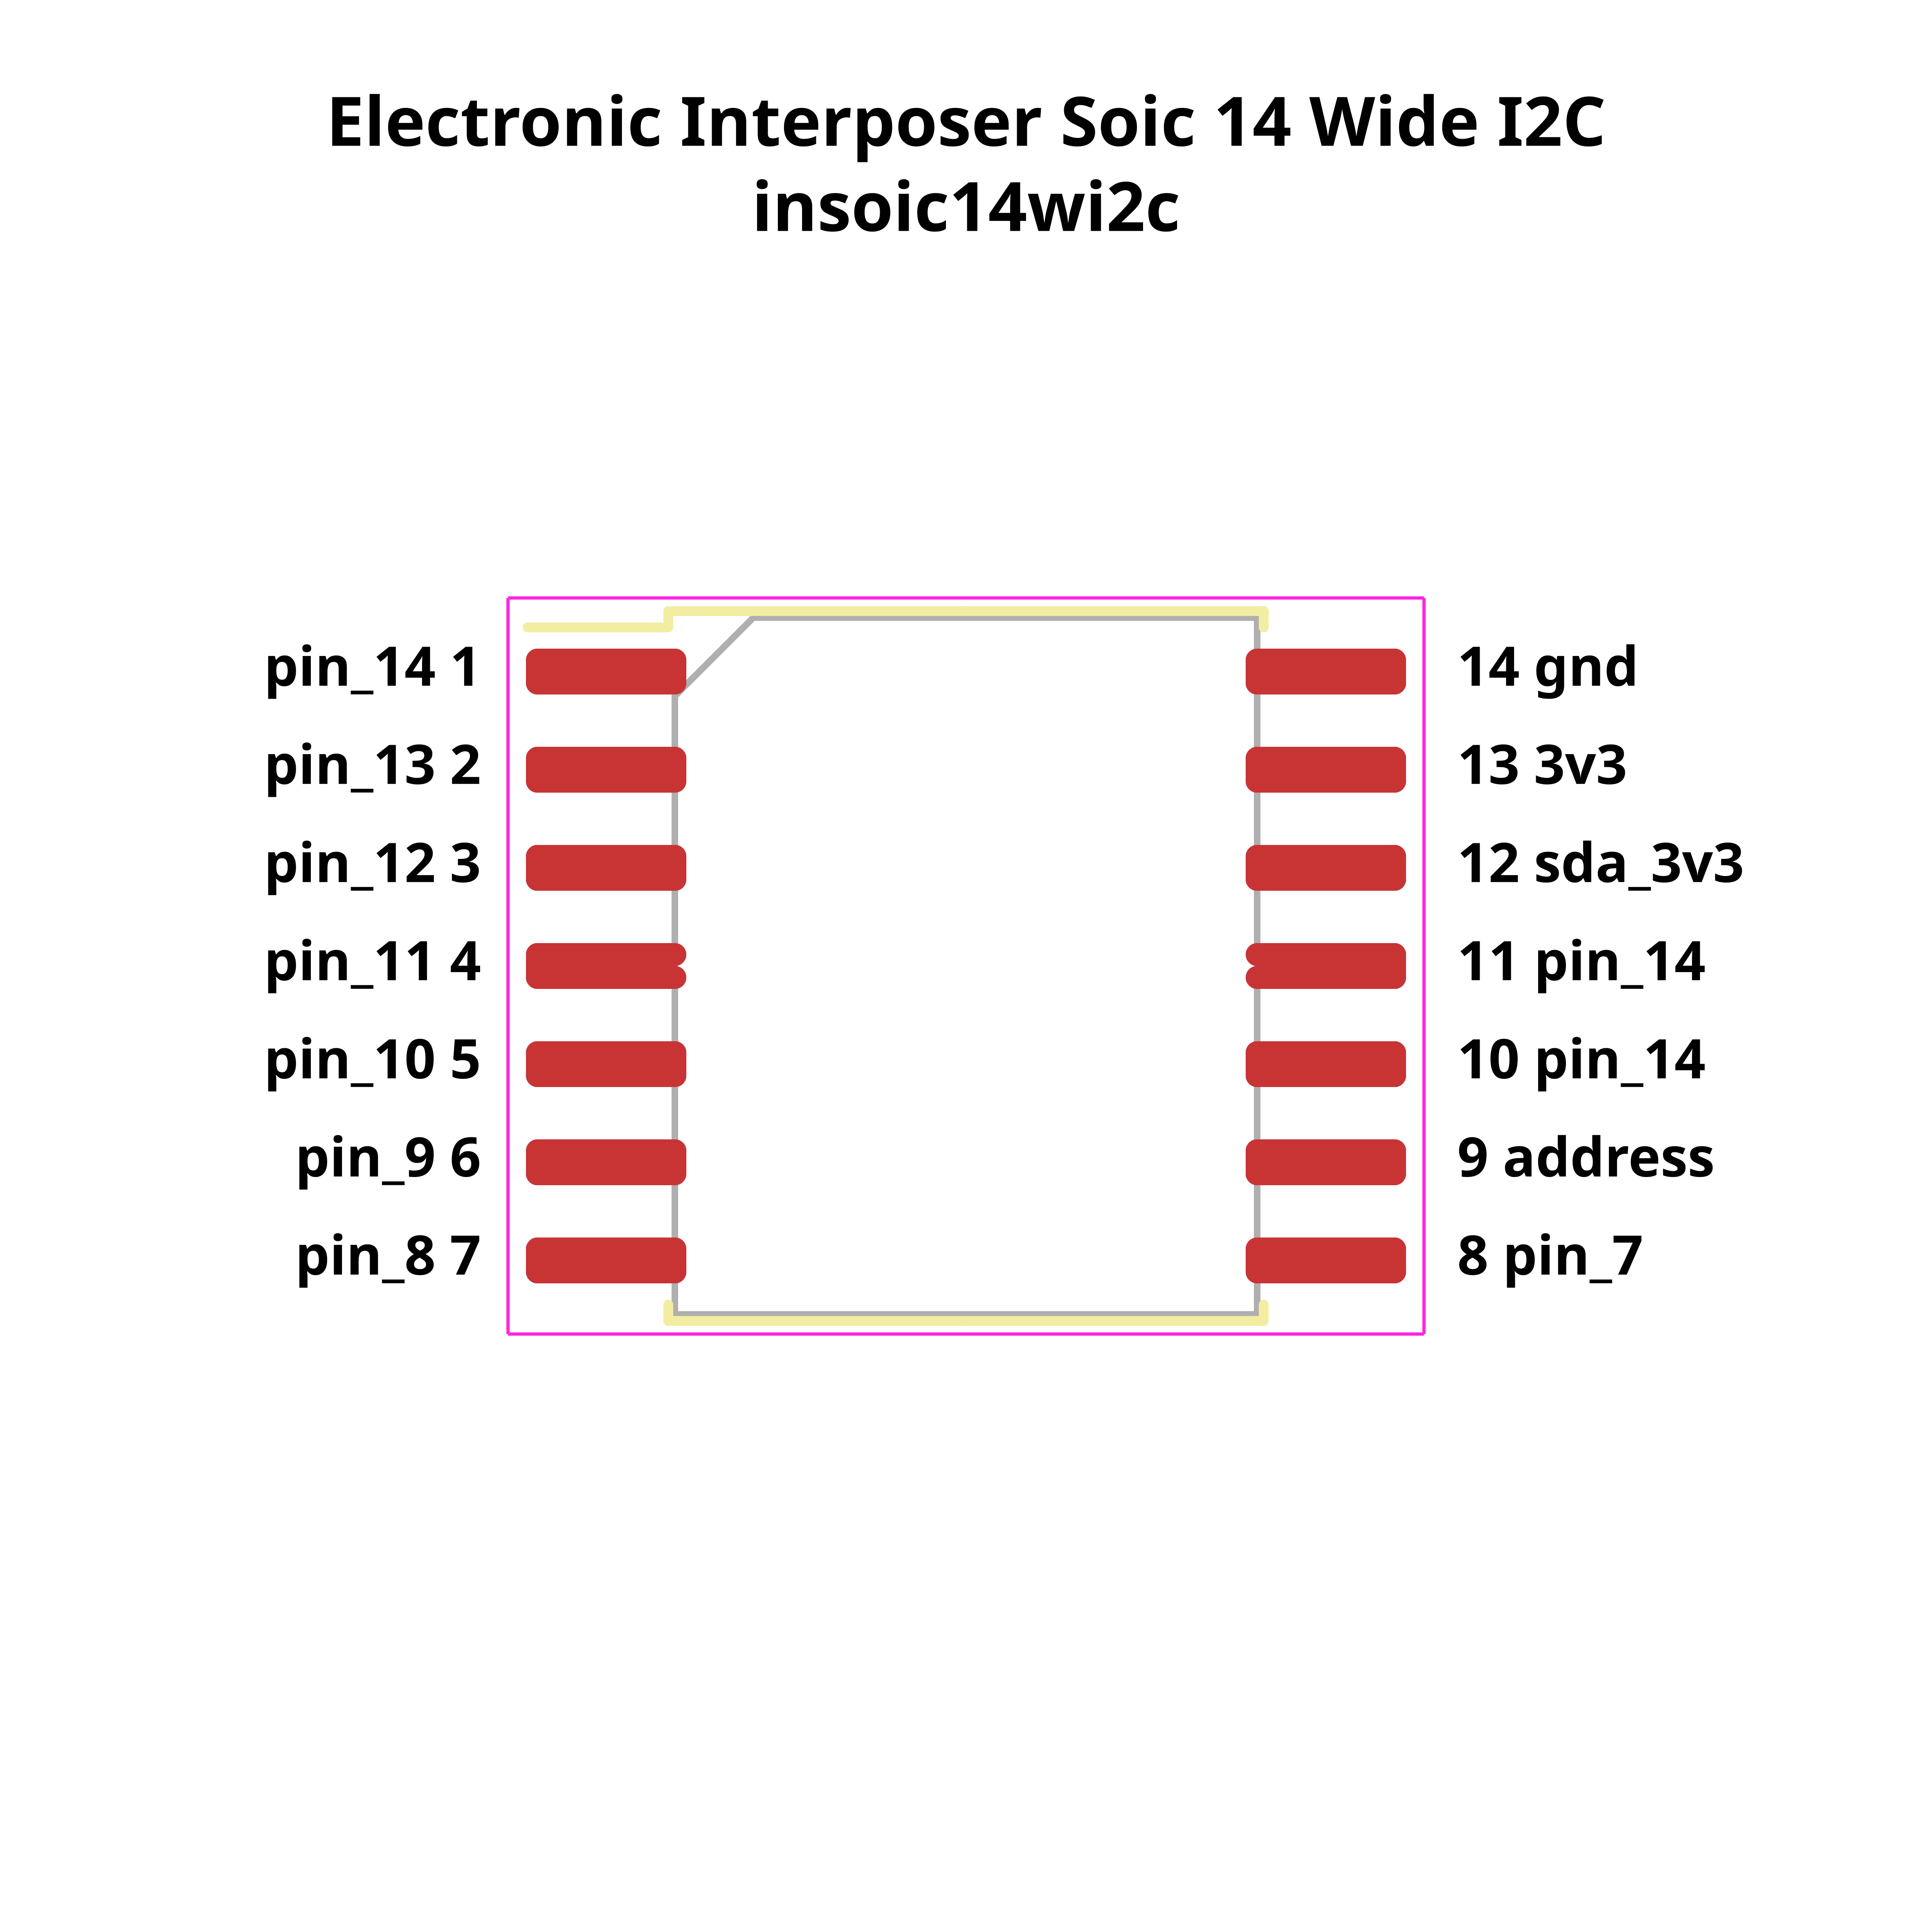 Electronic Interposer Soic 14 Wide I2C
insoic14wi2c
pin_14 1
14 gnd
pin_13 2
13 3v3
pin_12 3
12 sda_3v3
pin_11 4
11 pin_14
pin_10 5
10 pin_14
pin_9 6
9 address
pin_8 7
8 pin_7